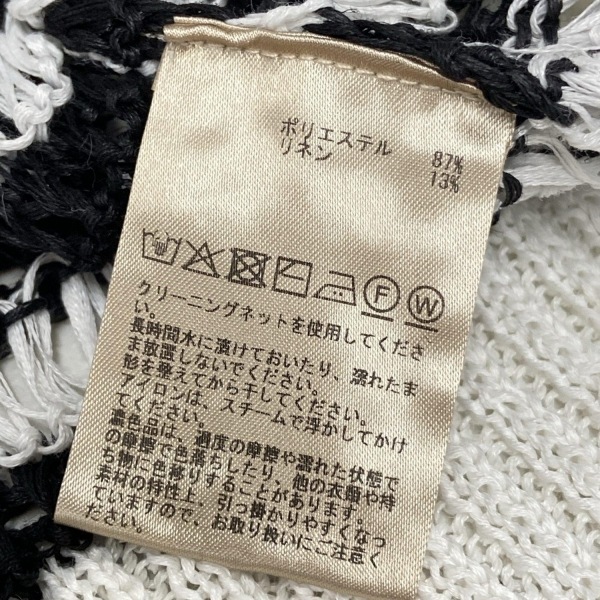 ポリエステル 87%
リネン 13%
F W
クリーニングネットを使用してくださ
い。
長時間水に漬けておいたり、濡れたま
ま放置しないでください。
形を整えてから干してください。
アイロンは、スチームで浮かしてかけ
てください。
濃色品は、過度の摩擦や濡れた状態で
の摩擦で色落ちしたり、他の衣類や持
ち物に色移りすることがあります。
素材の特性上、引っ掛かりやすくなっ
ていますので、お取り扱いにご注意く
ださい。